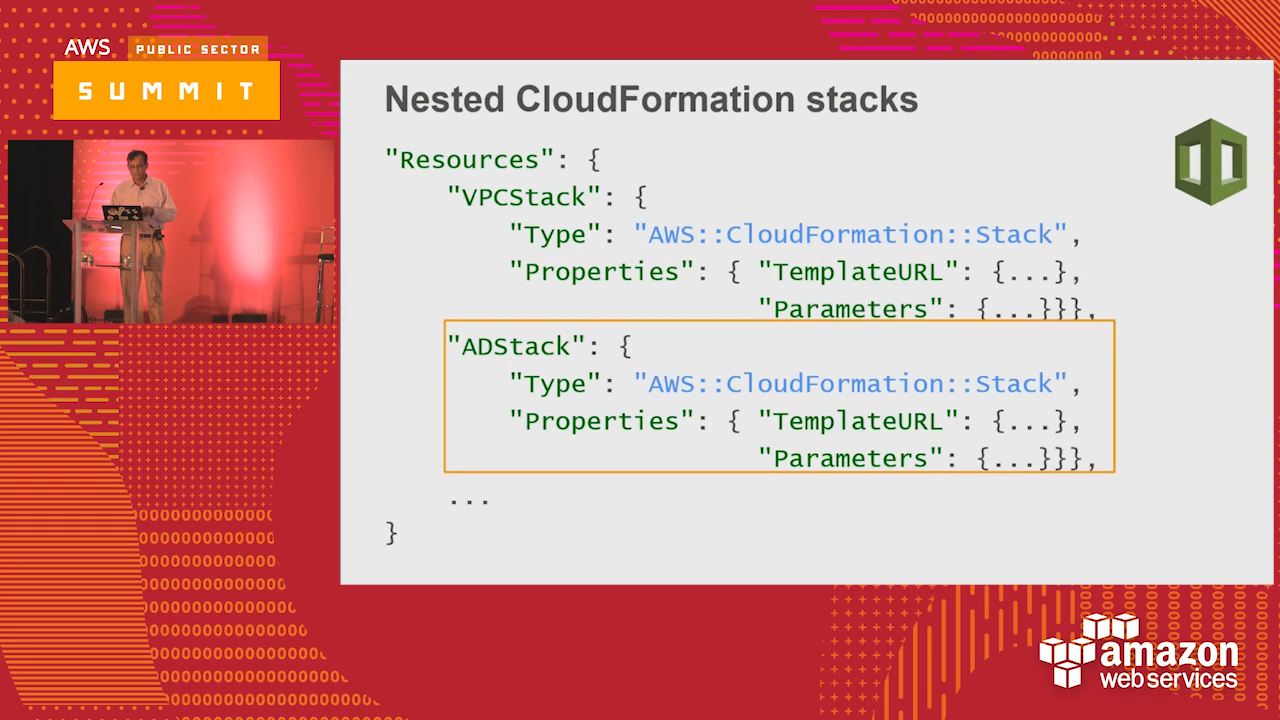 AWS PUBLIC SECTOR
SUMMIT
Nested CloudFormation stacks
"Resources": {
"VPCStack": {
"Type": "AWS::CloudFormation::Stack",
"Properties": { "TemplateURL": {...},
"Parameters": {...}}},
"ADStack": {
"Type": "AWS::CloudFormation::Stack",
"Properties": { "TemplateURL": {...},
"Parameters": {...}}},
...
}
amazon
web services